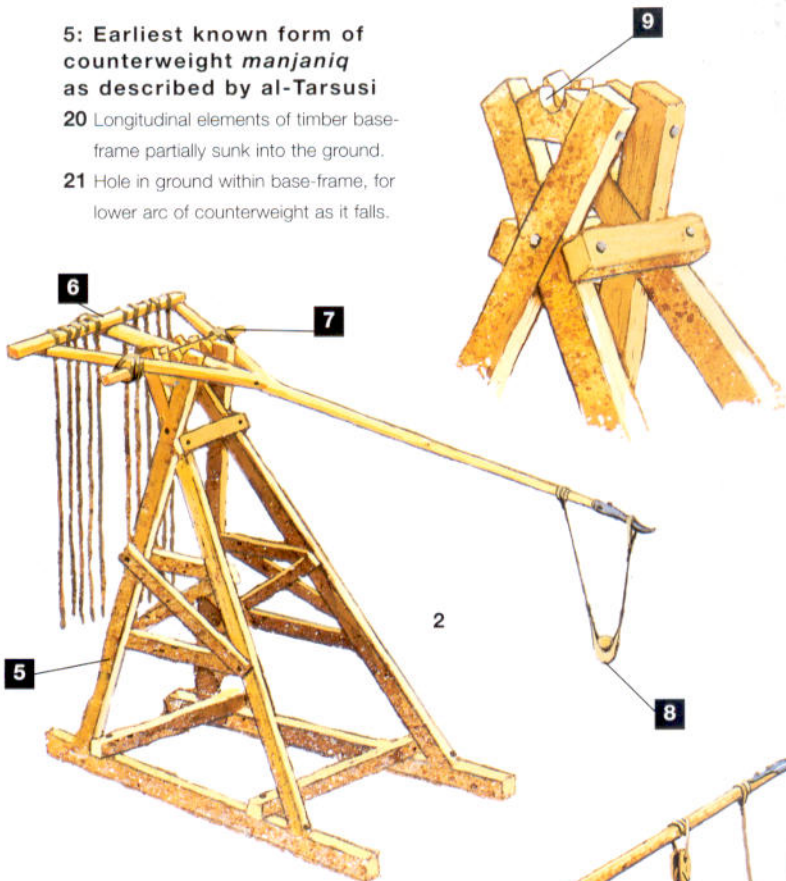 5: Earliest known form of
counterweight manjaniq
as described by al-Tarsusi
20 Longitudinal elements of timber base-
frame partially sunk into the ground.
21 Hole in ground within base-frame, for
lower arc of counterweight as it falls.
9
6
7
2
5
8